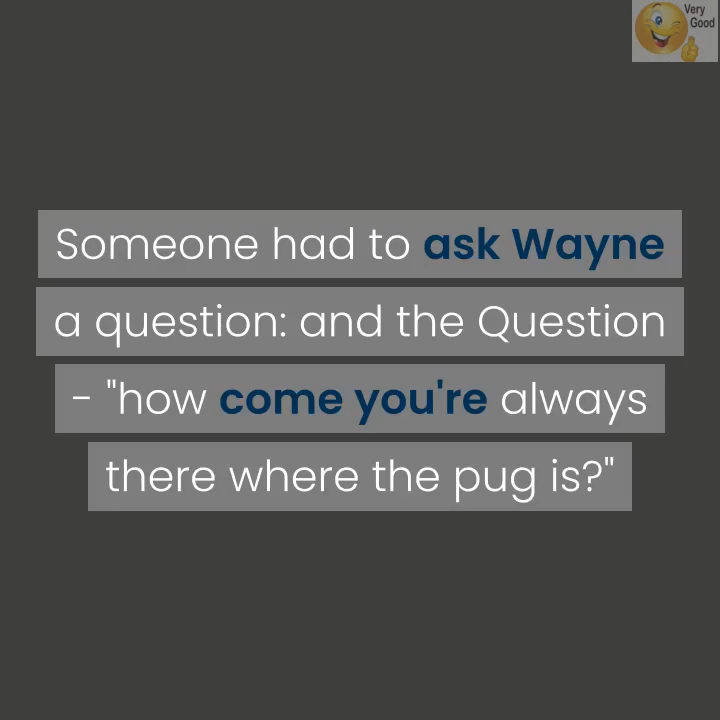 Very
Good
Someone had to ask Wayne
a question: and the Question
- "how come you're always
there where the pug is?"